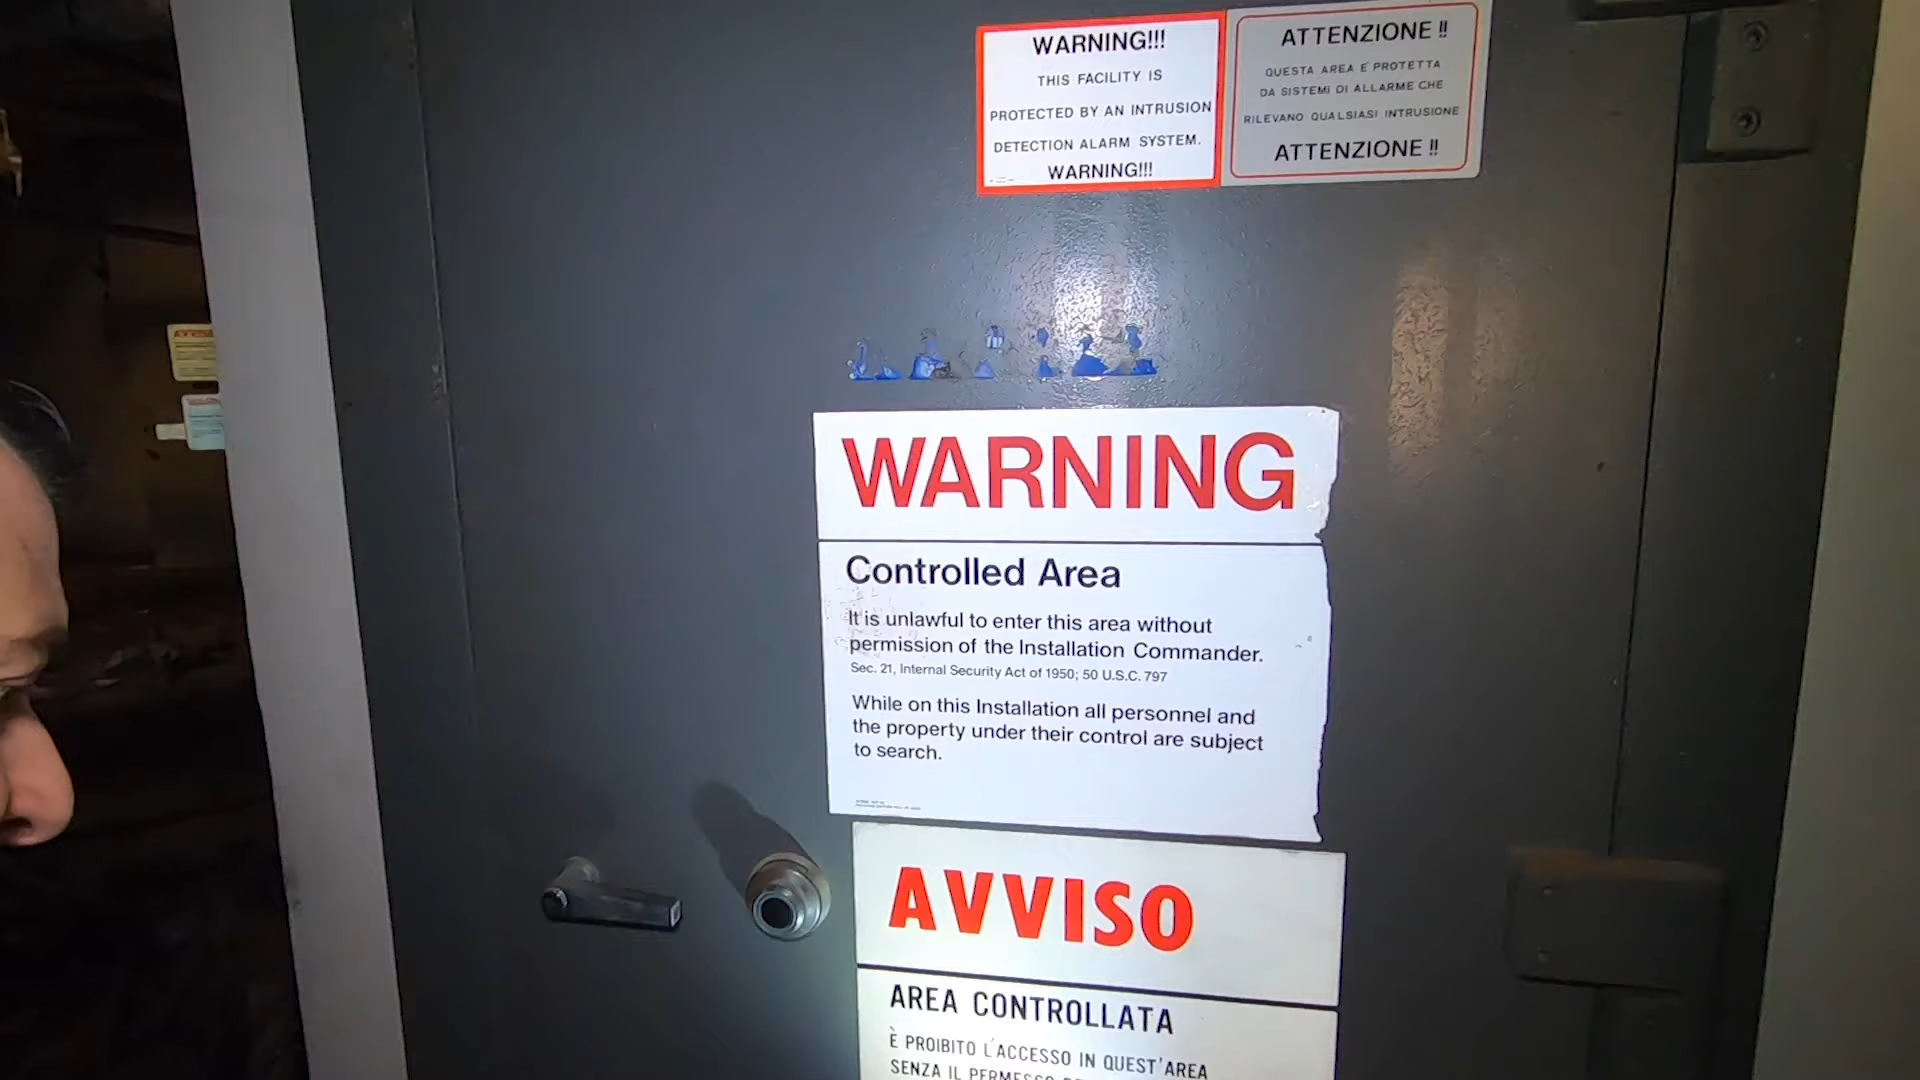 WARNING!!!
THIS FACILITY IS
PROTECTED BY AN INTRUSION
DETECTION ALARM SYSTEM.
WARNING!!!
ATTENZIONE !!
QUESTA AREA E' PROTETTA
DA SISTEMI DI ALLARME CHE
RILEVANO QUALSIASI INTRUSIONE
ATTENZIONE !!
WARNING
Controlled Area
It is unlawful to enter this area without
permission of the Installation Commander.
Sec. 21, Internal Security Act of 1950; 50 U.S.C. 797
While on this Installation all personnel and
the property under their control are subject
to search.
AVVISO
AREA CONTROLLATA
È PROIBITO L'ACCESSO IN QUEST'AREA
SENZA IL